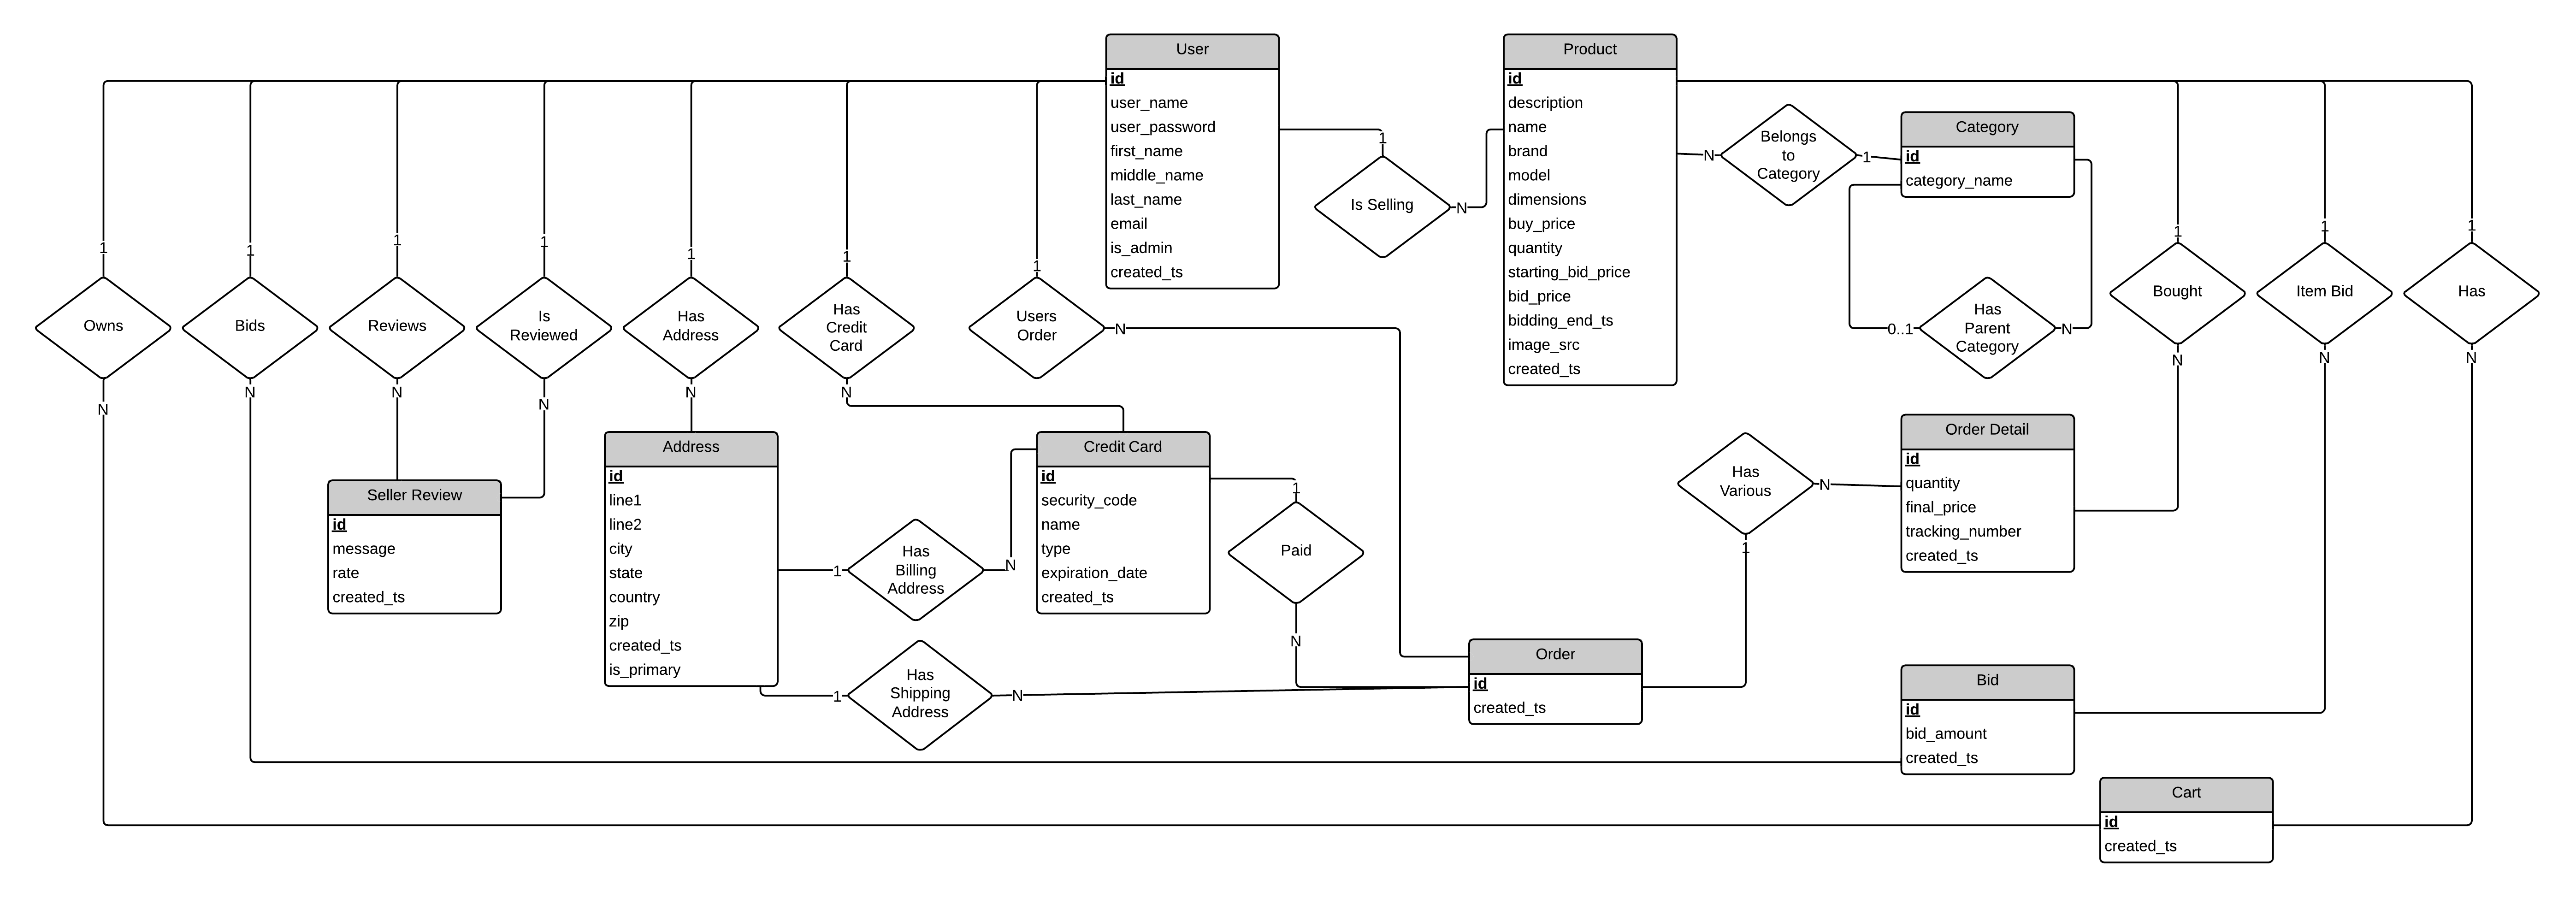 User
id
user_name
user_password
first_name
middle_name
last_name
email
is_admin
created_ts
Product
id
description
name
brand
model
dimensions
buy_price
quantity
starting_bid_price
bid_price
bidding_end_ts
image_src
created_ts
1
Is Selling
N
N
Belongs
to
Category
1
Category
id
category_name
0..1
Has
Parent
Category
N
1
Owns
N
1
Bids
N
1
Reviews
N
1
Is
Reviewed
N
1
Has
Address
N
1
Has
Credit
Card
N
1
Users
Order
N
1
Bought
N
1
Item Bid
N
1
Has
N
Seller Review
id
message
rate
created_ts
Address
id
line1
line2
city
state
country
zip
created_ts
is_primary
1
Has
Billing
Address
N
Credit Card
id
security_code
name
type
expiration_date
created_ts
1
Paid
N
1
Has
Shipping
Address
N
Order
id
created_ts
Has
Various
N
1
Order Detail
id
quantity
final_price
tracking_number
created_ts
Bid
id
bid_amount
created_ts
Cart
id
created_ts